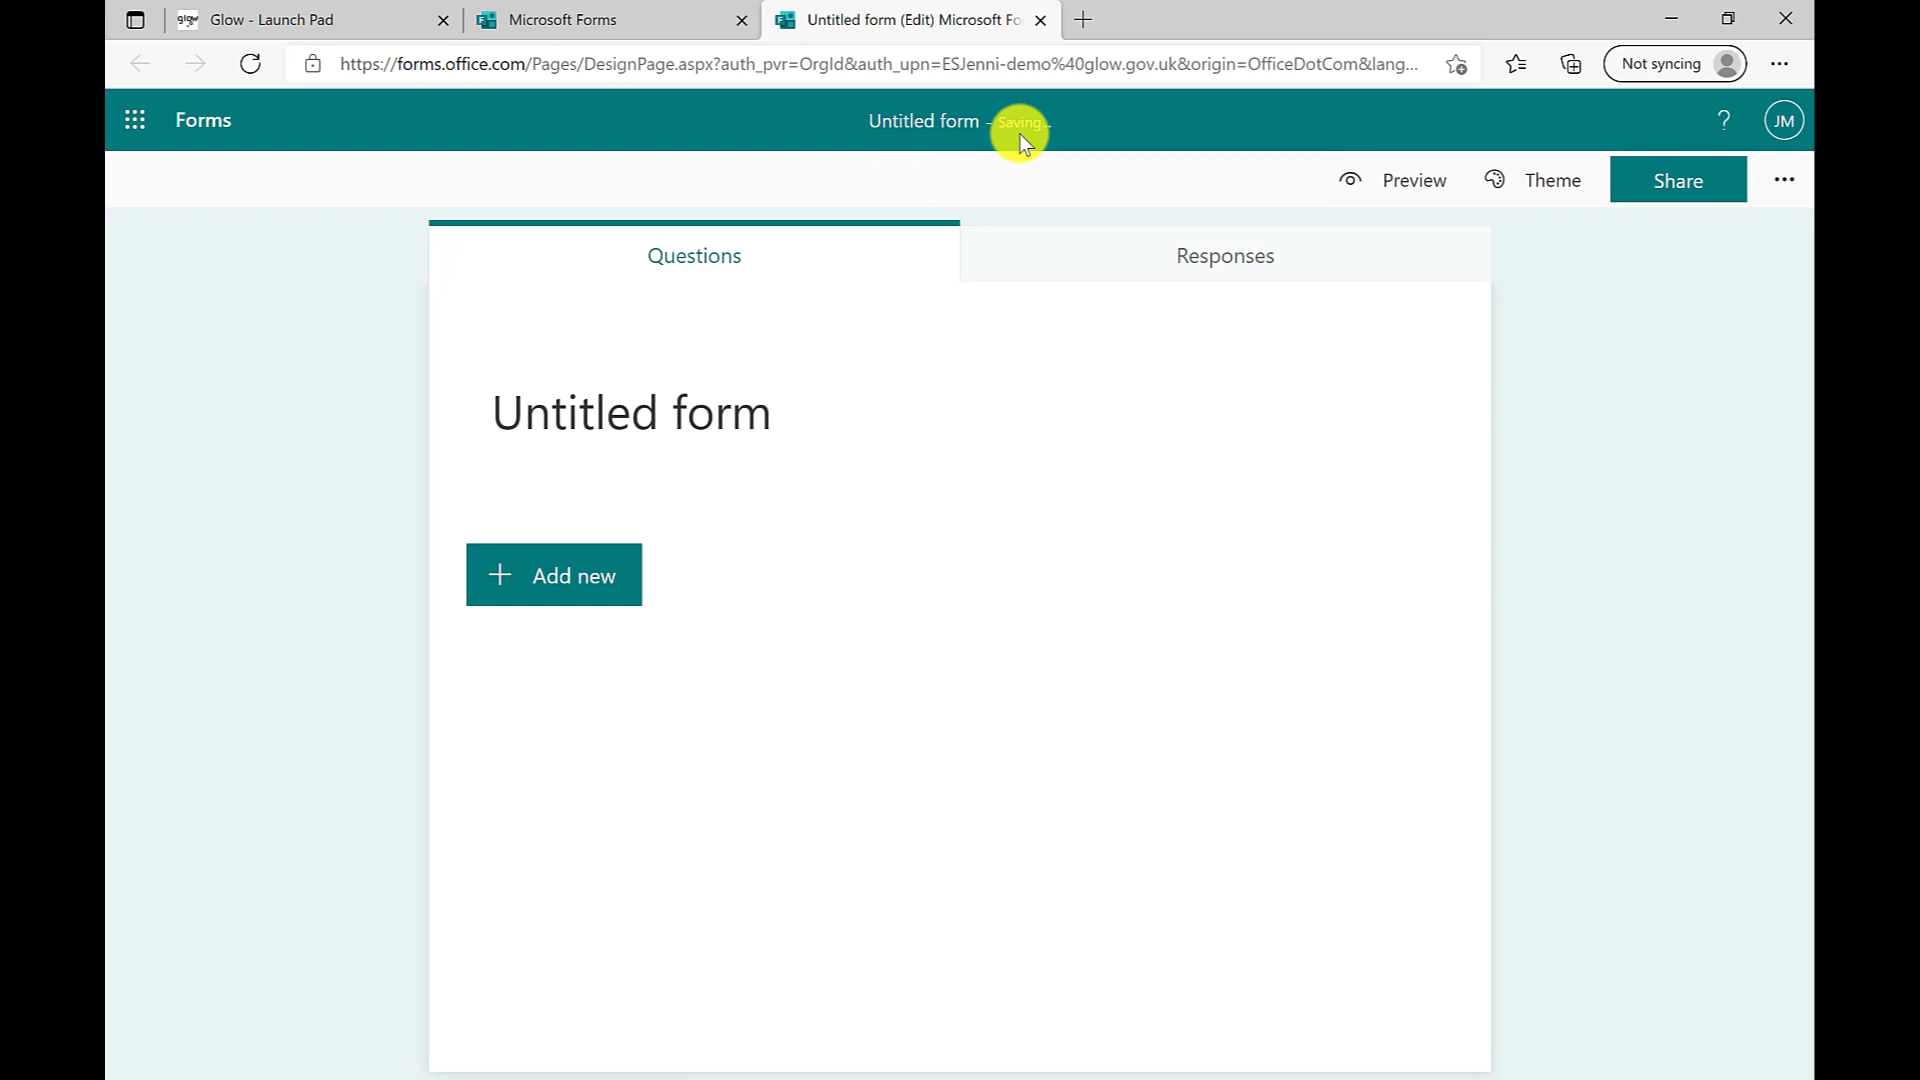 glow Glow - Launch Pad
Microsoft Forms
Untitled form (Edit) Microsoft Fo
https://forms.office.com/Pages/DesignPage.aspx?auth_pvr=OrgId&auth_upn=ESJenni-demo%40glow.gov.uk&origin=OfficeDotCom&lang...
Not syncing
Forms
Untitled form - Saving...
?
JM
Preview
Theme
Share
Questions
Responses
Untitled form
Add new